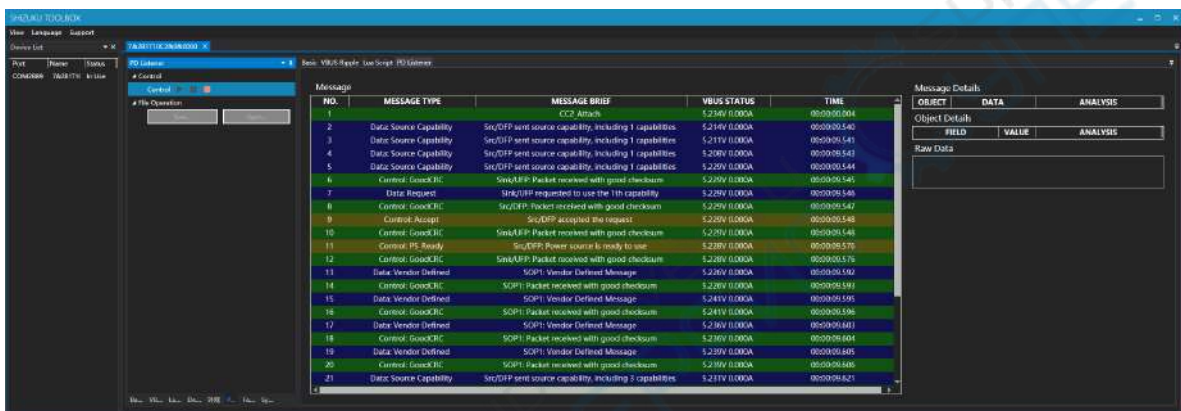 SHIZUKU TOOLBOX
View Language Support
Device List
Port Name Status
In Use
PD Listener
Control
Control
File Operation
Basic VBUS Ripple Lua Script PD Listener
Message
NO. MESSAGE TYPE MESSAGE BRIEF VBUS STATUS TIME
1 CC2 Attach 5.234V 0.000A 00:00:00.004
2 Data: Source Capability Src/DFP sent source capability, including 1 capabilities 5.214V 0.000A 00:00:09.540
3 Data: Source Capability Src/DFP sent source capability, including 1 capabilities 5.211V 0.000A 00:00:09.541
4 Data: Source Capability Src/DFP sent source capability, including 1 capabilities 5.208V 0.000A 00:00:09.543
5 Data: Source Capability Src/DFP sent source capability, including 1 capabilities 5.229V 0.000A 00:00:09.544
6 Control: GoodCRC Sink/UFP: Packet received with good checksum 5.229V 0.000A 00:00:09.545
7 Data: Request Sink/UFP requested to use the 1th capability 5.229V 0.000A 00:00:09.546
8 Control: GoodCRC Src/DFP: Packet received with good checksum 5.229V 0.000A 00:00:09.547
9 Control: Accept Src/DFP accepted the request 5.229V 0.000A 00:00:09.548
10 Control: GoodCRC Sink/UFP: Packet received with good checksum 5.229V 0.000A 00:00:09.548
11 Control: PS_Ready Src/DFP: Power source is ready to use 5.228V 0.000A 00:00:09.576
12 Control: GoodCRC Sink/UFP: Packet received with good checksum 5.228V 0.000A 00:00:09.576
13 Data: Vendor Defined SOP1: Vendor Defined Message 5.226V 0.000A 00:00:09.592
14 Control: GoodCRC SOP1: Packet received with good checksum 5.226V 0.000A 00:00:09.593
15 Data: Vendor Defined SOP1: Vendor Defined Message 5.241V 0.000A 00:00:09.595
16 Control: GoodCRC SOP1: Packet received with good checksum 5.241V 0.000A 00:00:09.596
17 Data: Vendor Defined SOP1: Vendor Defined Message 5.236V 0.000A 00:00:09.603
18 Control: GoodCRC SOP1: Packet received with good checksum 5.236V 0.000A 00:00:09.604
19 Data: Vendor Defined SOP1: Vendor Defined Message 5.239V 0.000A 00:00:09.605
20 Control: GoodCRC SOP1: Packet received with good checksum 5.239V 0.000A 00:00:09.606
21 Data: Source Capability Src/DFP sent source capability, including 3 capabilities 5.231V 0.000A 00:00:09.621
Message Details
OBJECT DATA ANALYSIS
Object Details
FIELD VALUE ANALYSIS
Raw Data